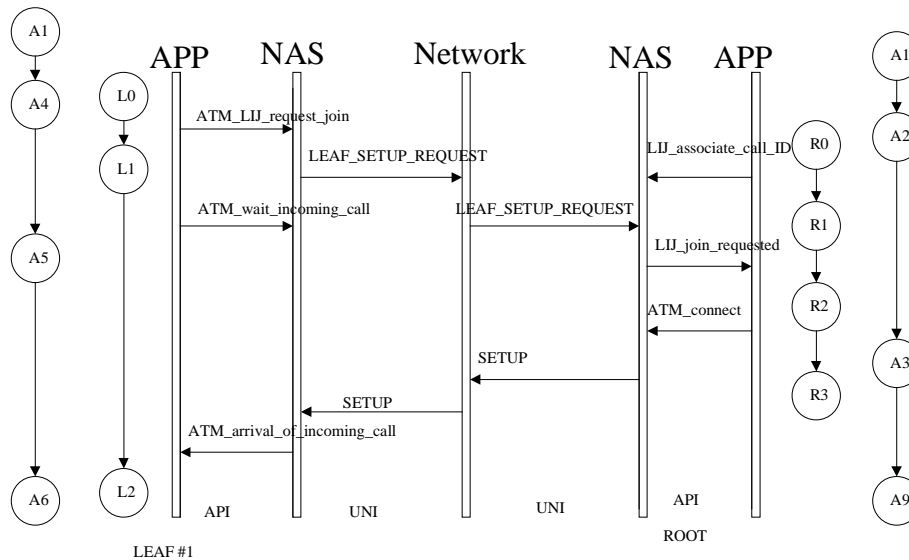 A1
A1
APP
NAS
Network
NAS
APP
A4
L0
ATM_LIJ_request_join
A2
R0
LIJ_associate_call_ID
LEAF_SETUP_REQUEST
L1
ATM_wait_incoming_call
LEAF_SETUP_REQUEST
R1
LIJ_join_requested
A5
R2
ATM_connect
SETUP
A3
R3
SETUP
ATM_arrival_of_incoming_call
A6
L2
A9
API
UNI
UNI
API
ROOT
LEAF #1